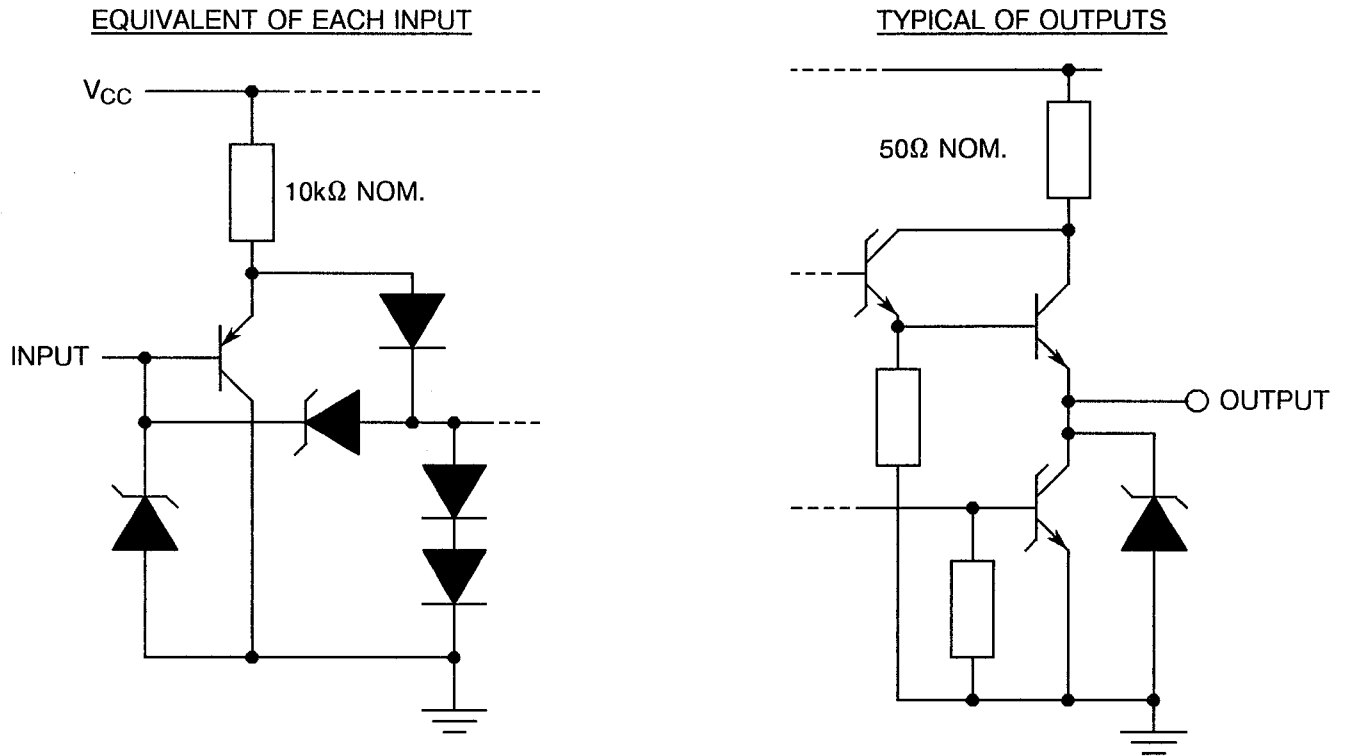 EQUIVALENT OF EACH INPUT
TYPICAL OF OUTPUTS
VCC
10kΩ NOM.
50Ω NOM.
INPUT
OUTPUT